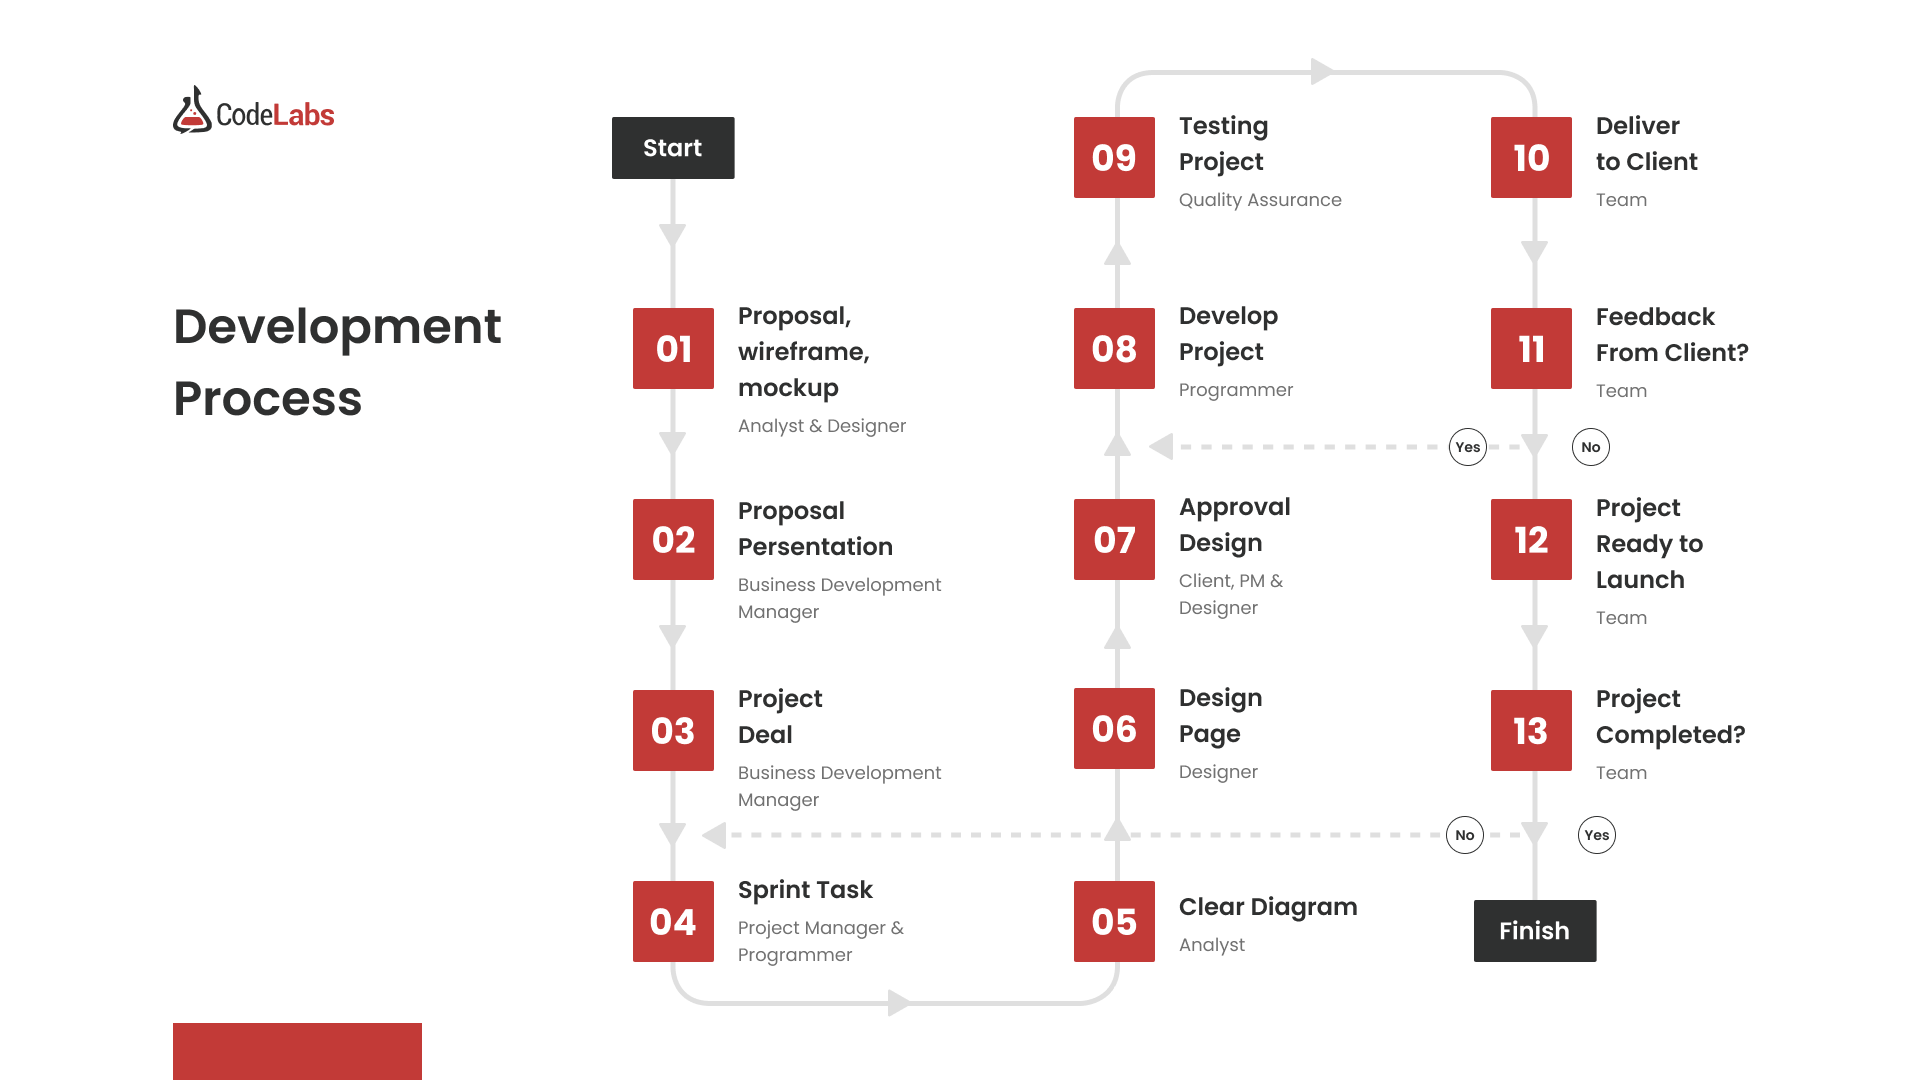 CodeLabs
Development
Process
Start
01
Proposal,
wireframe,
mockup
Analyst & Designer
02
Proposal
Persentation
Business Development
Manager
03
Project
Deal
Business Development
Manager
04
Sprint Task
Project Manager &
Programmer
05
Clear Diagram
Analyst
06
Design
Page
Designer
07
Approval
Design
Client, PM &
Designer
08
Develop
Project
Programmer
09
Testing
Project
Quality Assurance
10
Deliver
to Client
Team
11
Feedback
From Client?
Team
Yes
No
12
Project
Ready to
Launch
Team
13
Project
Completed?
Team
No
Yes
Finish